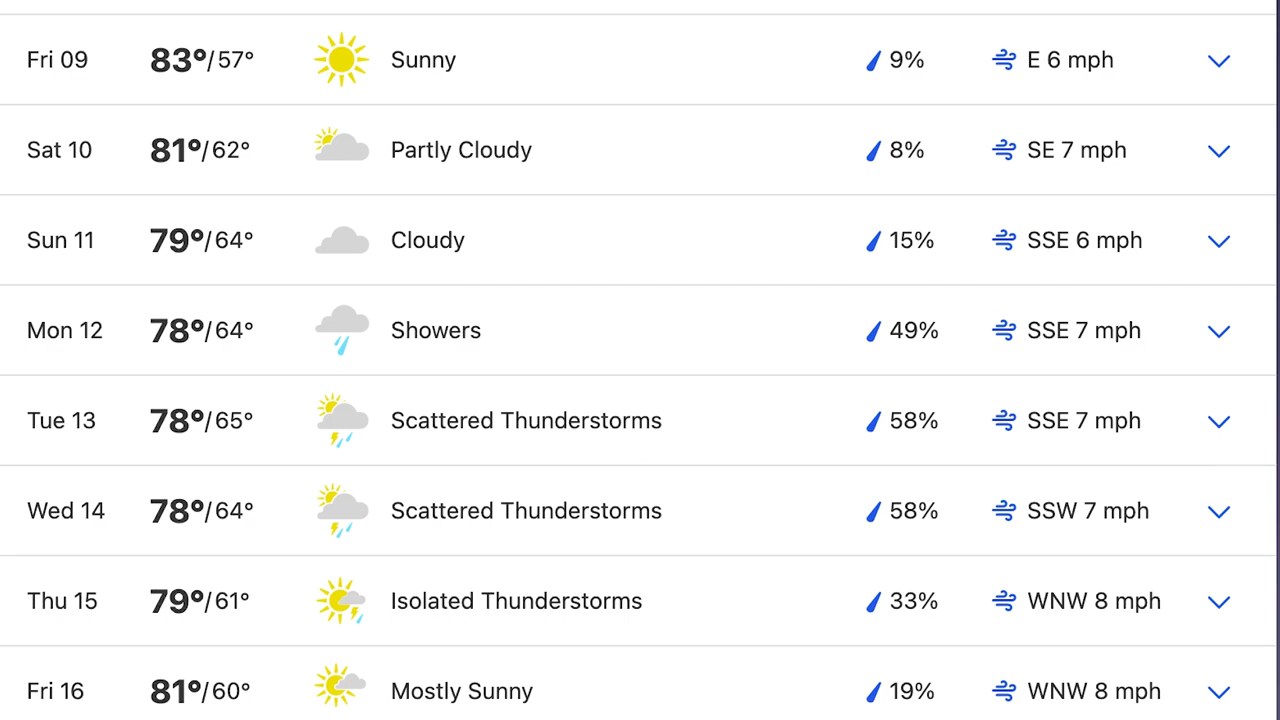 Fri 09 83°/57° Sunny 9% E 6 mph
Sat 10 81°/62° Partly Cloudy 8% SE 7 mph
Sun 11 79°/64° Cloudy 15% SSE 6 mph
Mon 12 78°/64° Showers 49% SSE 7 mph
Tue 13 78°/65° Scattered Thunderstorms 58% SSE 7 mph
Wed 14 78°/64° Scattered Thunderstorms 58% SSW 7 mph
Thu 15 79°/61° Isolated Thunderstorms 33% WNW 8 mph
Fri 16 81°/60° Mostly Sunny 19% WNW 8 mph